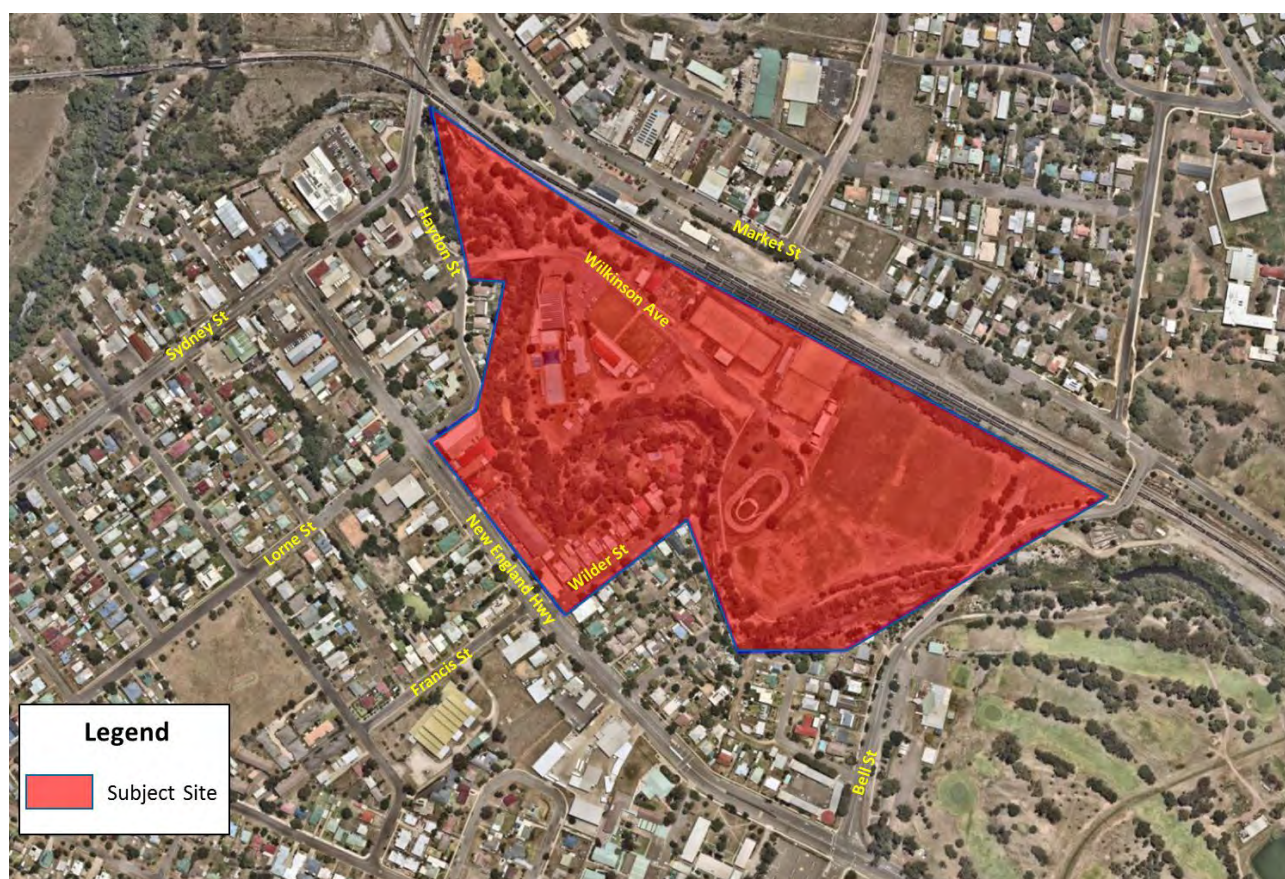 Market St
Haydon St
Wilkinson Ave
Sydney St
Lorne St
New England Hwy
Wilder St
Francis St
Bell St
Legend
Subject Site